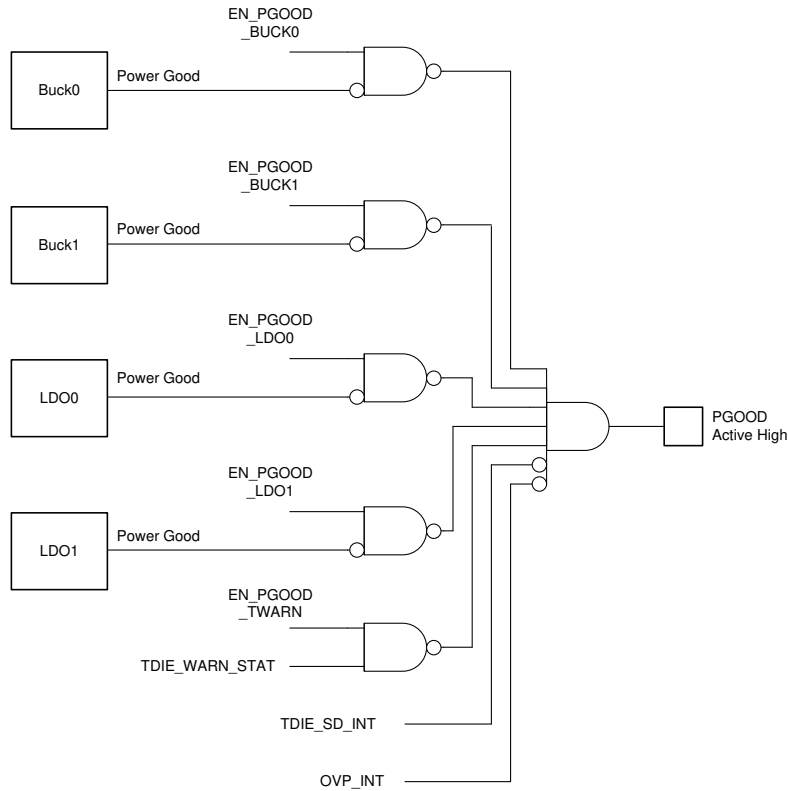 EN_PGOOD
_BUCK0
Buck0
Power Good
EN_PGOOD
_BUCK1
Buck1
Power Good
EN_PGOOD
_LDO0
LDO0
Power Good
PGOOD
Active High
EN_PGOOD
_LDO1
LDO1
Power Good
EN_PGOOD
_TWARN
TDIE_WARN_STAT
TDIE_SD_INT
OVP_INT